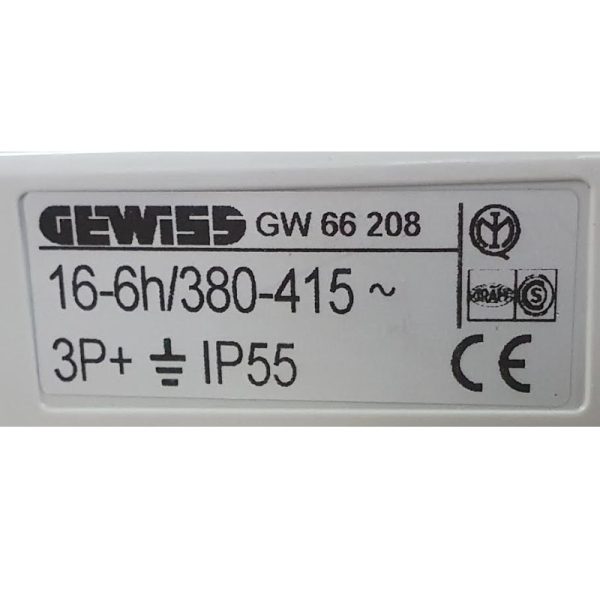 GEWISS GW 66 208
16-6h/380-415 ~
3P+ ⏚ IP55
S
CE